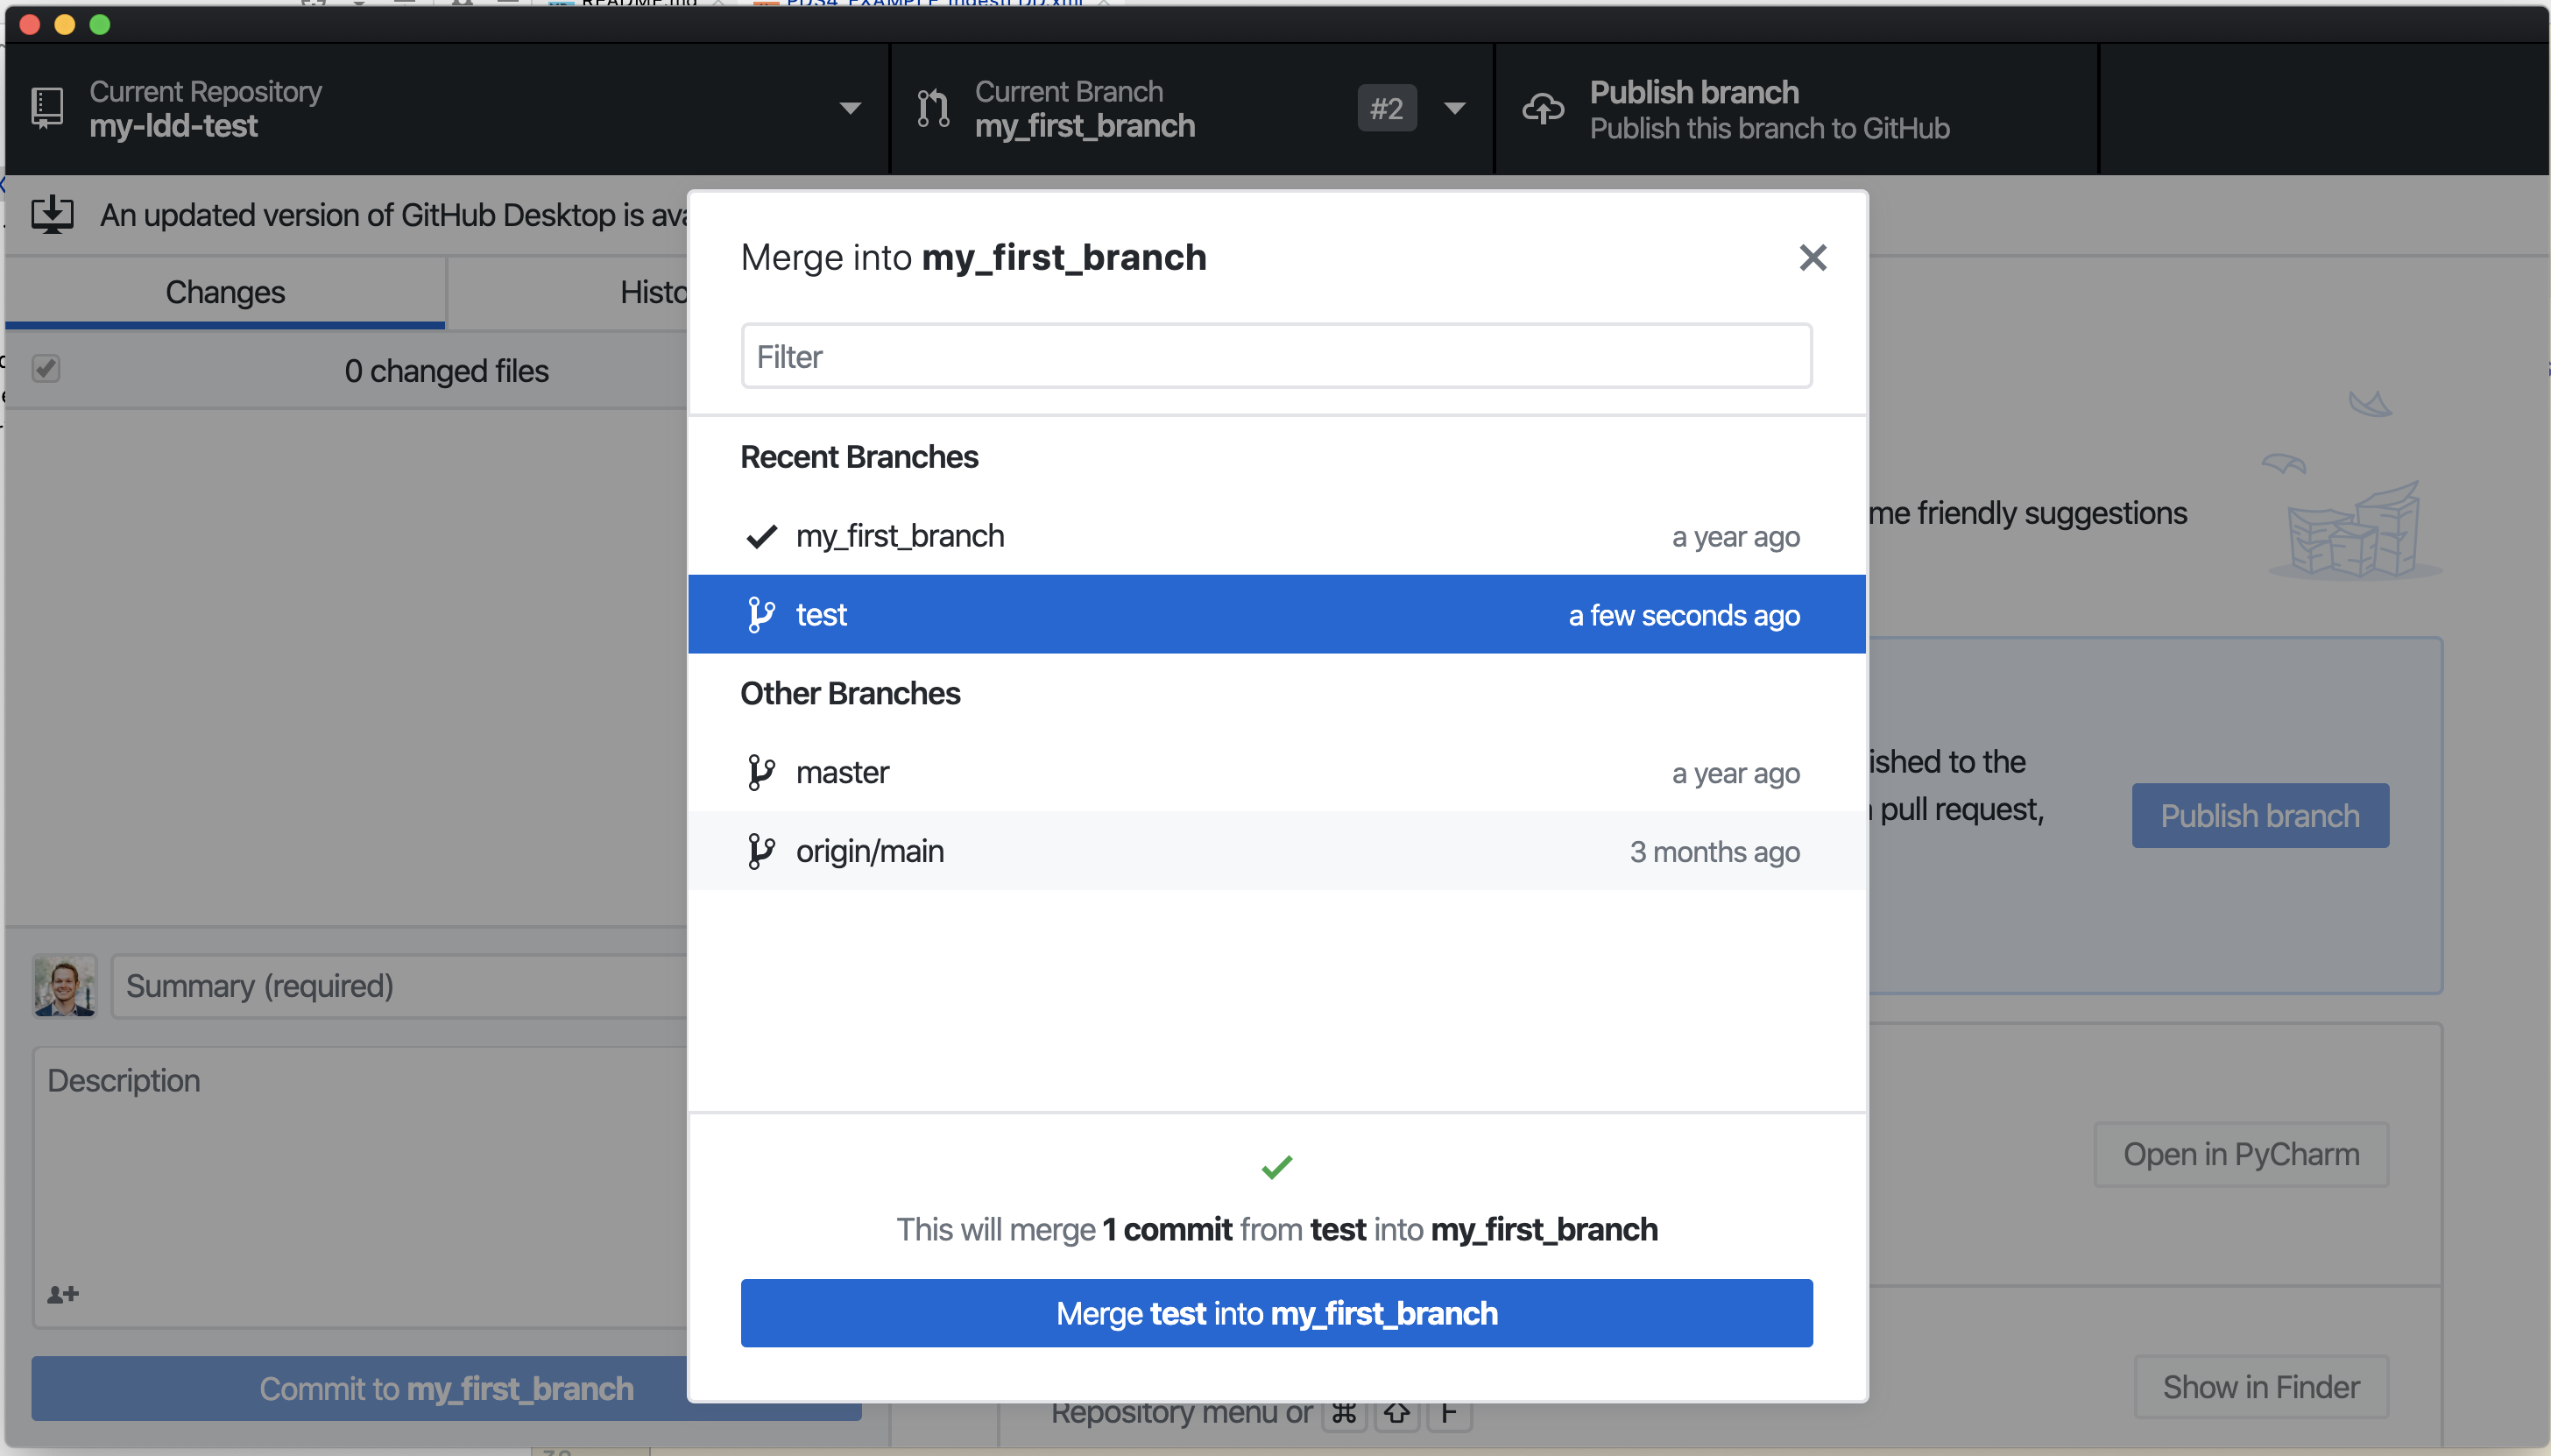 README.md
Current Repository
my-ldd-test
Current Branch
my_first_branch
#2
Publish branch
Publish this branch to GitHub
An updated version of GitHub Desktop is ava
Merge into my_first_branch
Changes
Histo
Filter
0 changed files
Recent Branches
my_first_branch a year ago
me friendly suggestions
test a few seconds ago
Other Branches
master a year ago
ished to the
pull request,
Publish branch
origin/main 3 months ago
Summary (required)
Description
Open in PyCharm
This will merge 1 commit from test into my_first_branch
Merge test into my_first_branch
Commit to my_first_branch
Show in Finder
Repository menu or ⌘ ⇧ F